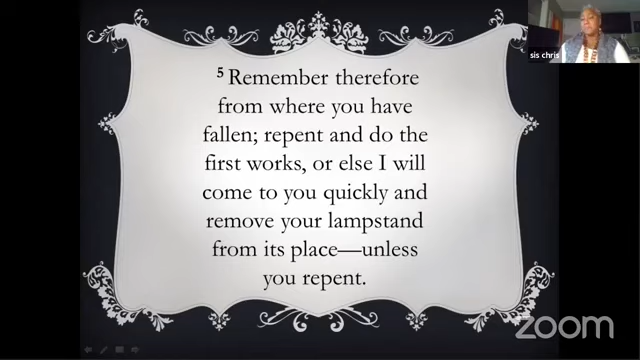 sis chris
5 Remember therefore
from where you have
fallen; repent and do the
first works, or else I will
come to you quickly and
remove your lampstand
from its place—unless
you repent.
zoom